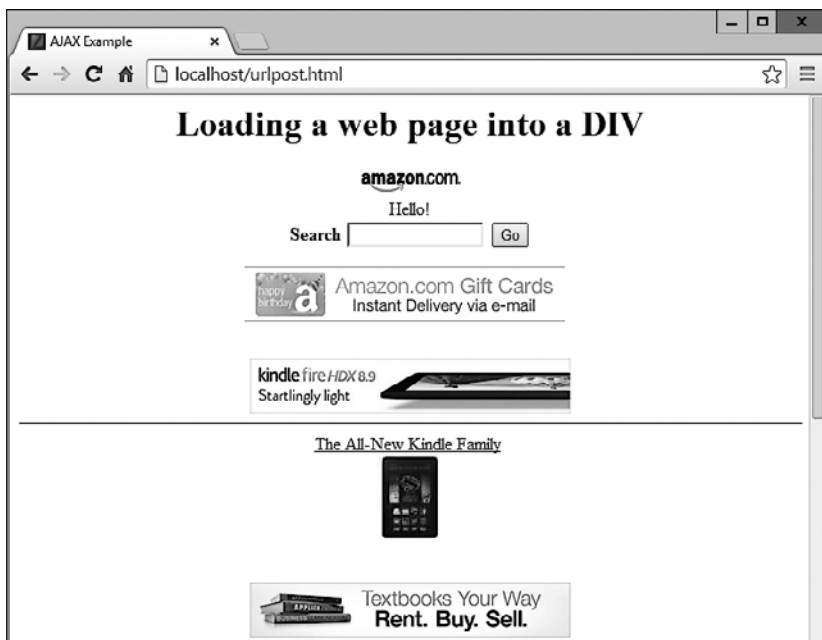 AJAX Example
localhost/urlpost.html
Loading a web page into a DIV
amazon.com.
Hello!
Search Go
happy birthday a
Amazon.com Gift Cards
Instant Delivery via e-mail
kindle fire HDX 8.9
Startlingly light
The All-New Kindle Family
APPLIED
Textbooks Your Way
Rent. Buy. Sell.